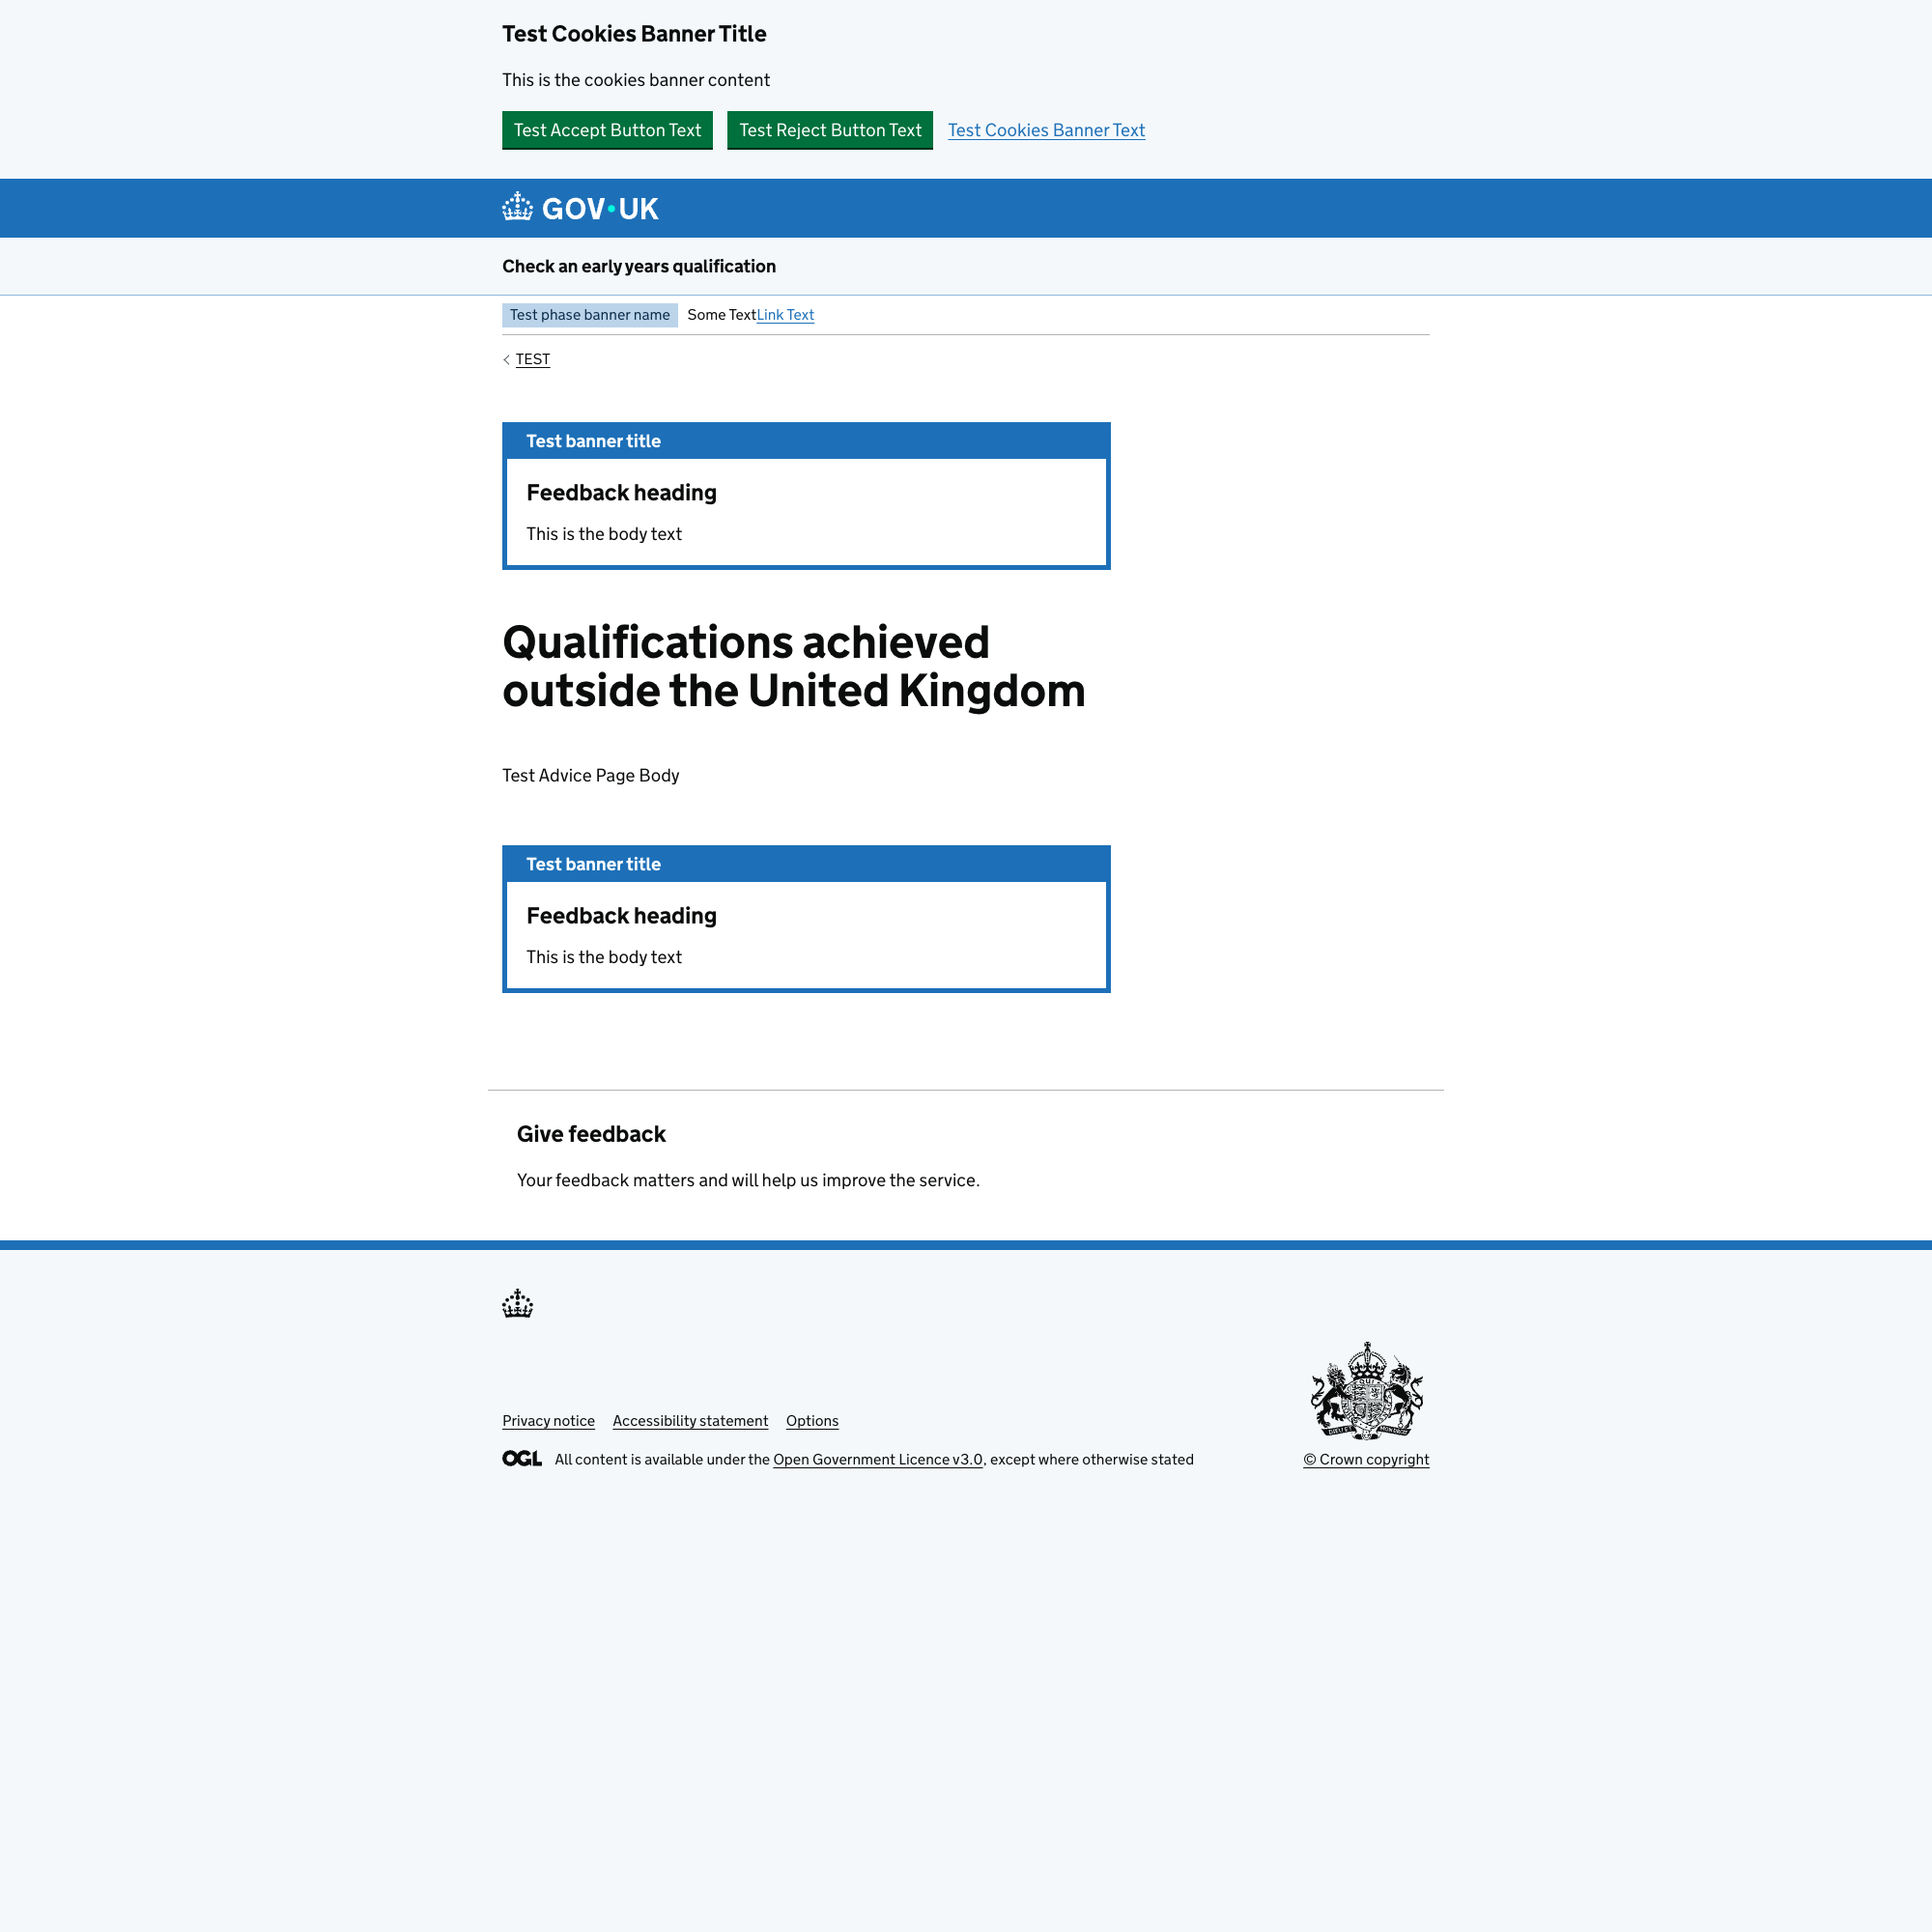 Test Cookies Banner Title
This is the cookies banner content
Test Accept Button Text Test Reject Button Text Test Cookies Banner Text
GOV·UK
Check an early years qualification
Test phase banner name Some TextLink Text
TEST
Test banner title
Feedback heading
This is the body text
Qualifications achieved
outside the United Kingdom
Test Advice Page Body
Test banner title
Feedback heading
This is the body text
Give feedback
Your feedback matters and will help us improve the service.
Privacy notice Accessibility statement Options
OGL All content is available under the Open Government Licence v3.0, except where otherwise stated
© Crown copyright